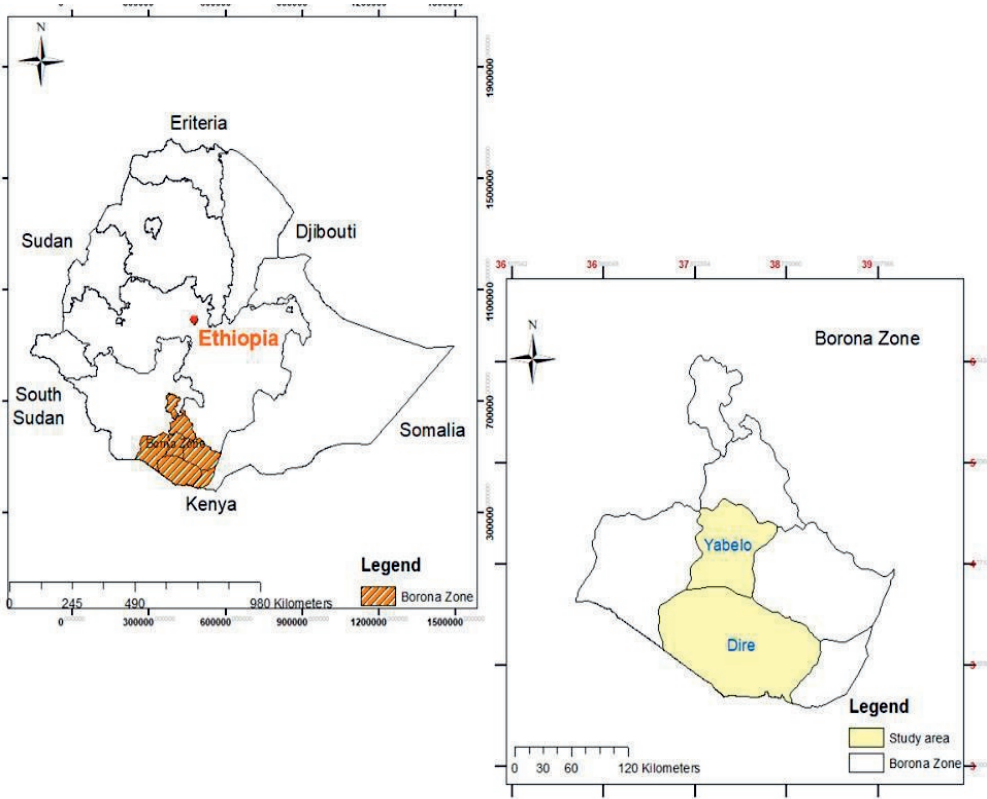 N
Eriteria
Sudan
Djibouti
Ethiopia
South
Sudan
Somalia
Kenya
Legend
Borona Zone
0 245 490 980 Kilometers
0 300000 600000 900000 1200000 1500000
1900000
1500000
1100000
700000
300000
36 36 37 38 39
N
Borona Zone
Yabelo
Dire
Legend
Study area
Borona Zone
0 30 60 120 Kilometers